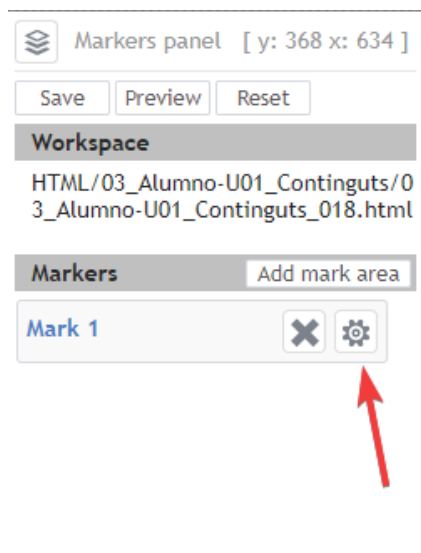 Markers panel [ y: 368 x: 634 ]
Save Preview Reset
Workspace
HTML/03_Alumno-U01_Continguts/0
3_Alumno-U01_Continguts_018.html
Markers Add mark area
Mark 1